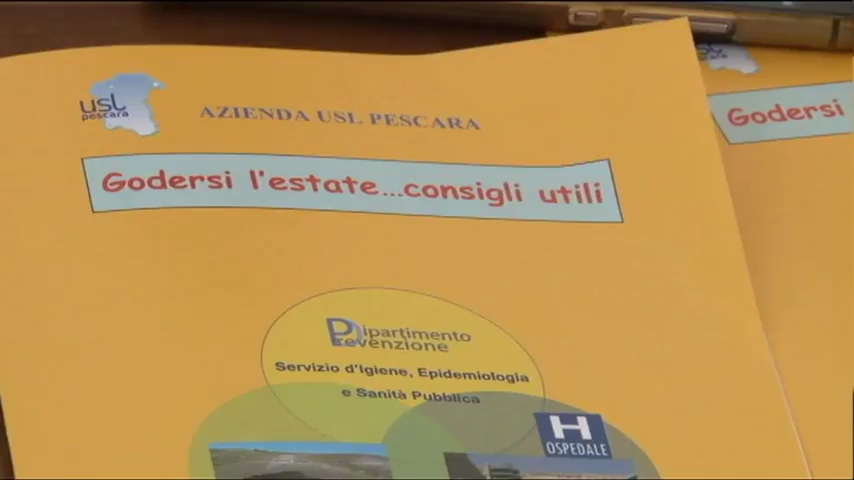 usl
pescara
AZIENDA USL PESCARA
Godersi l'estate...consigli utili
Godersi
Dipartimento
Prevenzione
Servizio d'Igiene, Epidemiologia
e Sanità Pubblica
H
OSPEDALE